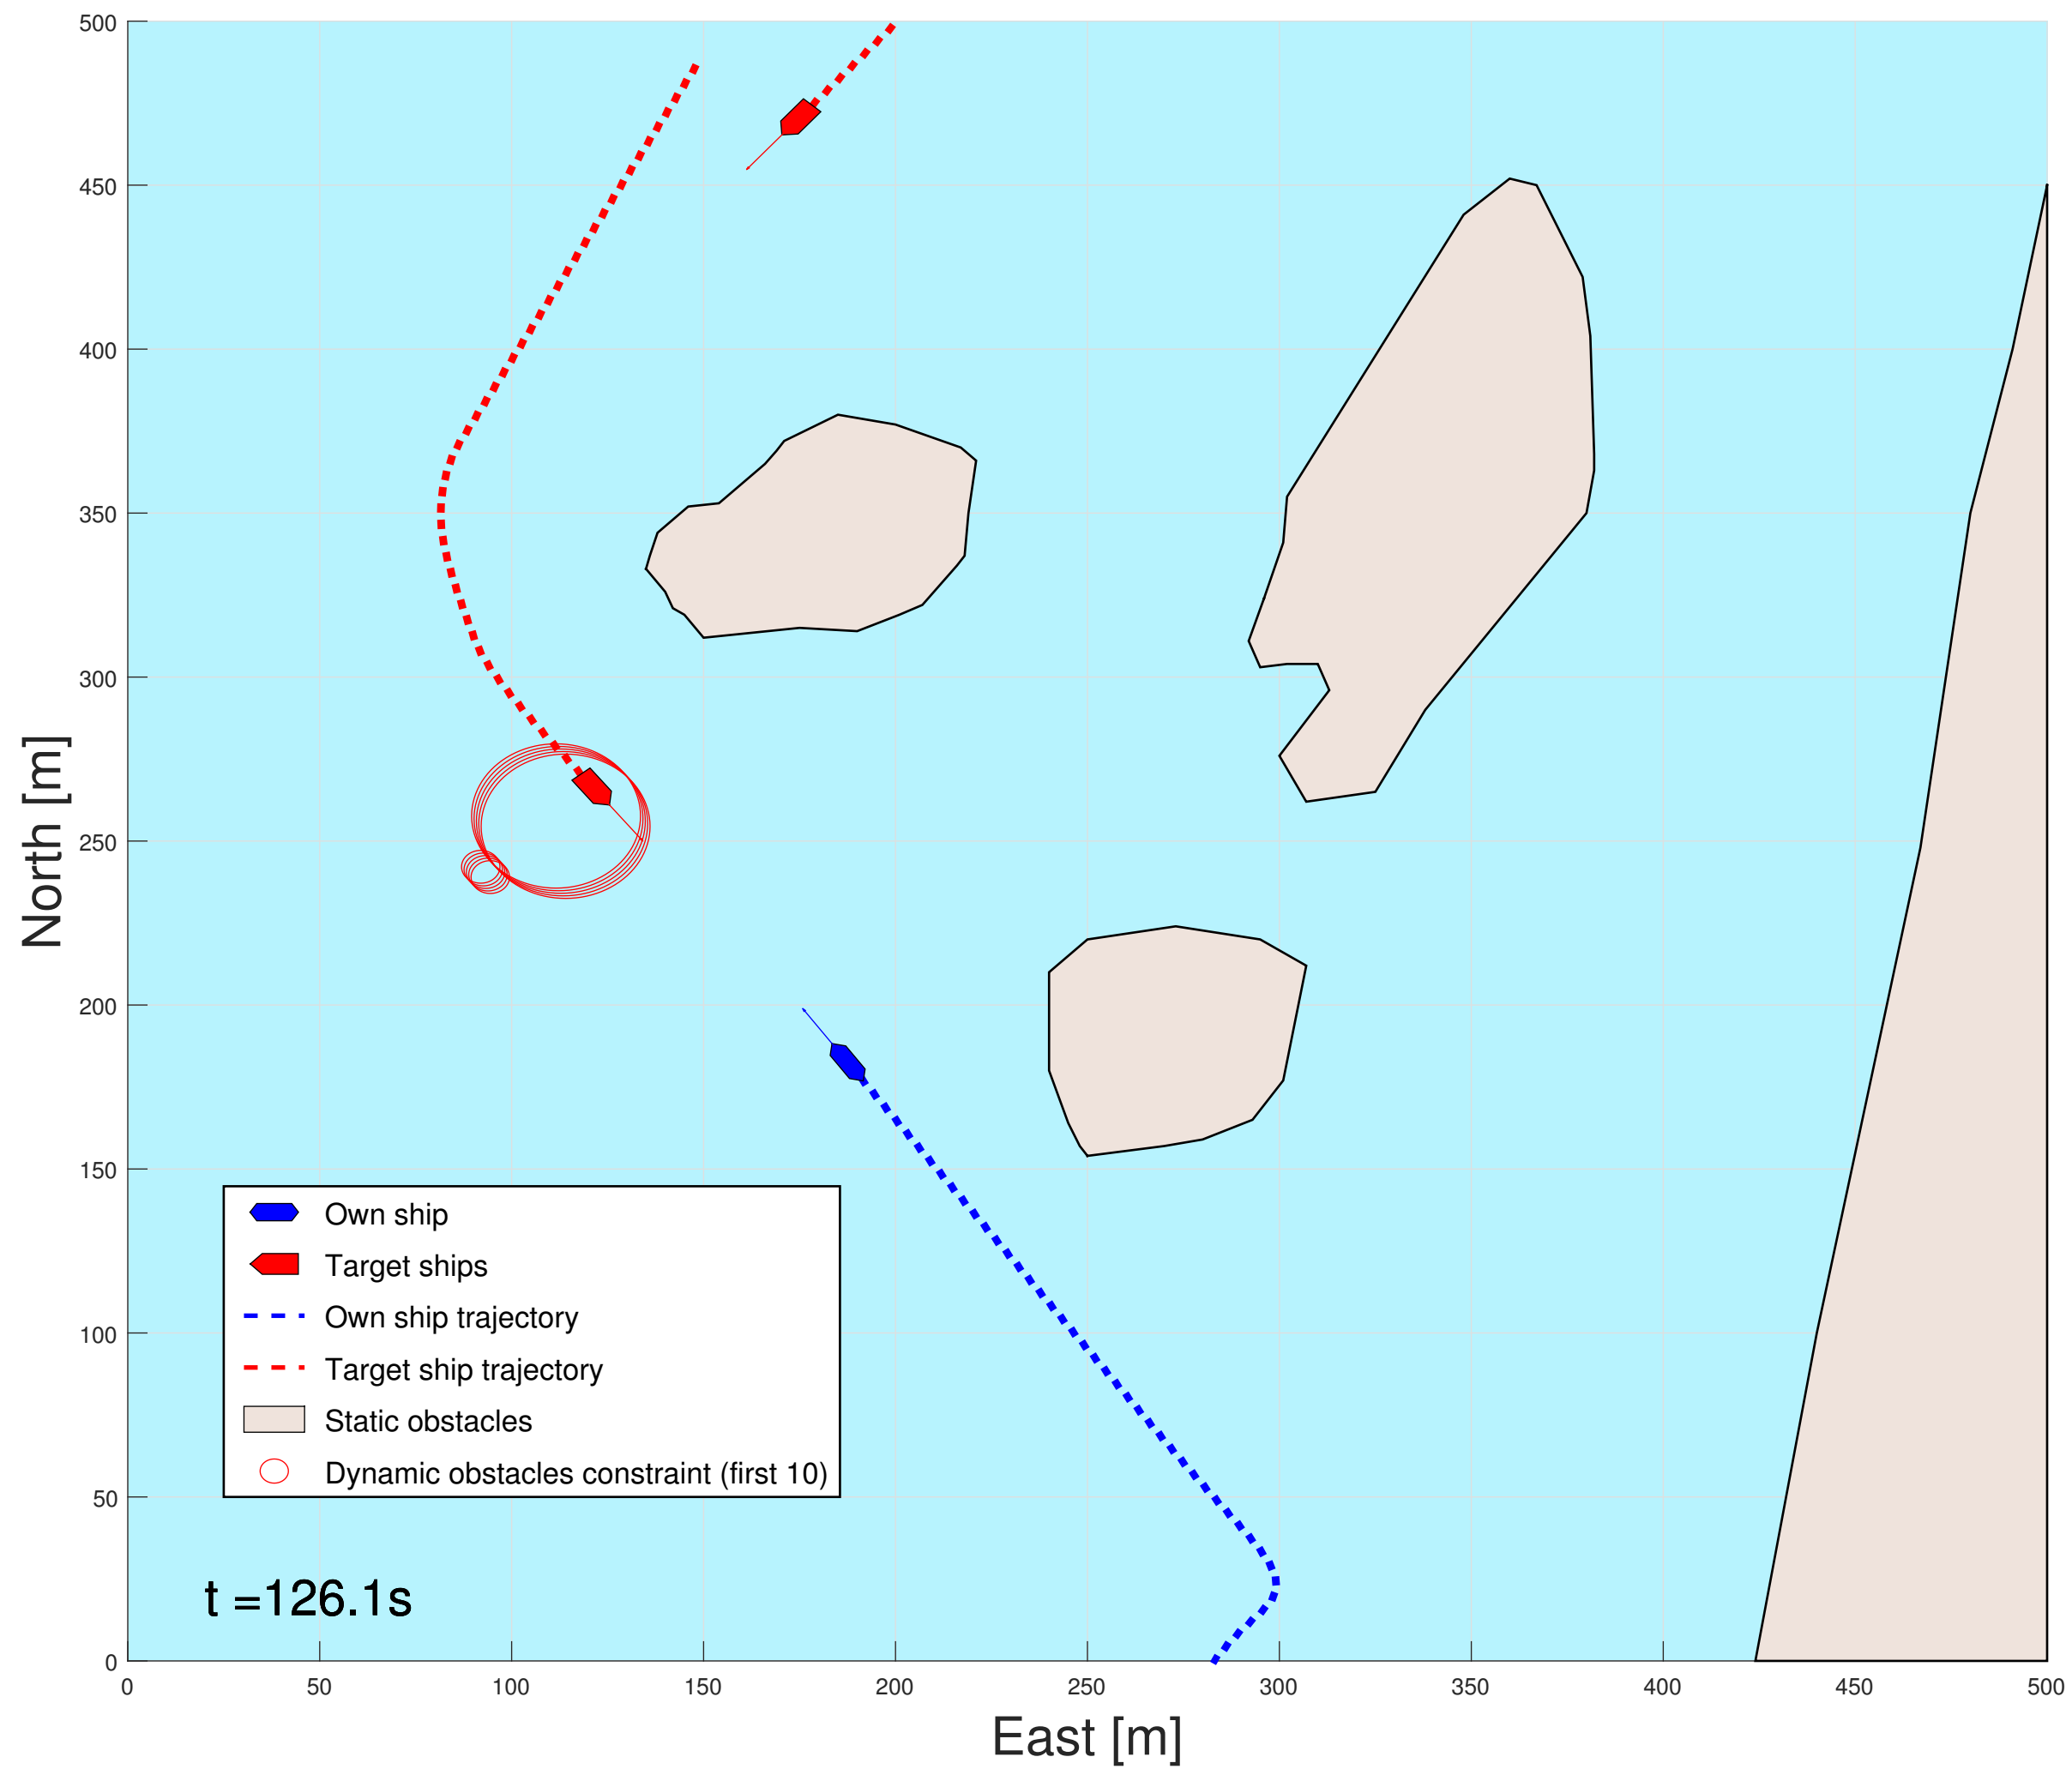 500
450
400
350
300
250
200
150
100
50
0
North [m]
Own ship
Target ships
Own ship trajectory
Target ship trajectory
Static obstacles
Dynamic obstacles constraint (first 10)
t =126.1s
0 50 100 150 200 250 300 350 400 450 500
East [m]